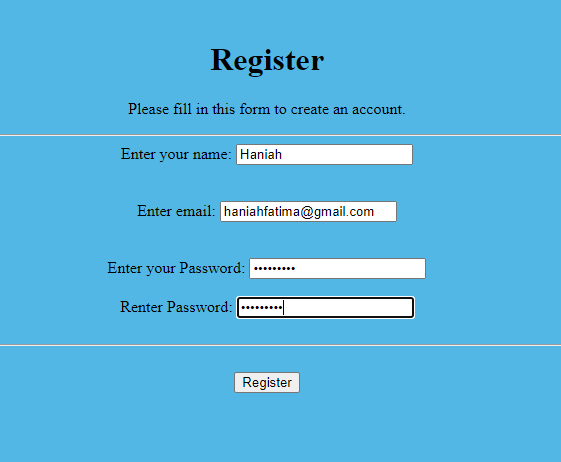 Register
Please fill in this form to create an account.
Enter your name: Haniah
Enter email: haniahfatima@gmail.com
Enter your Password: •••••••••
Renter Password: •••••••••
Register